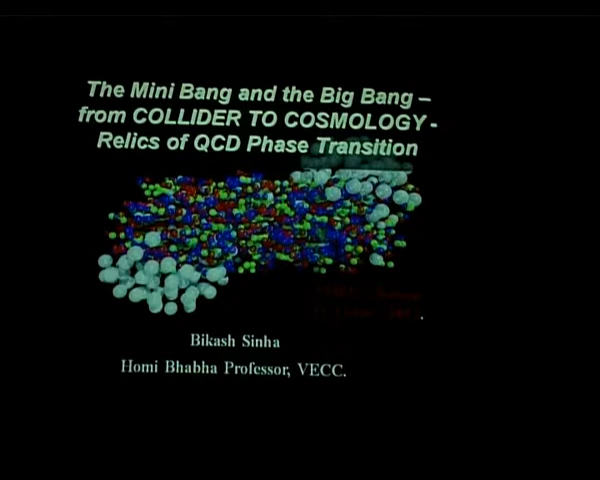 The Mini Bang and the Big Bang –
from COLLIDER TO COSMOLOGY -
Relics of QCD Phase Transition
Bikash Sinha
Homi Bhabha Professor, VECC.